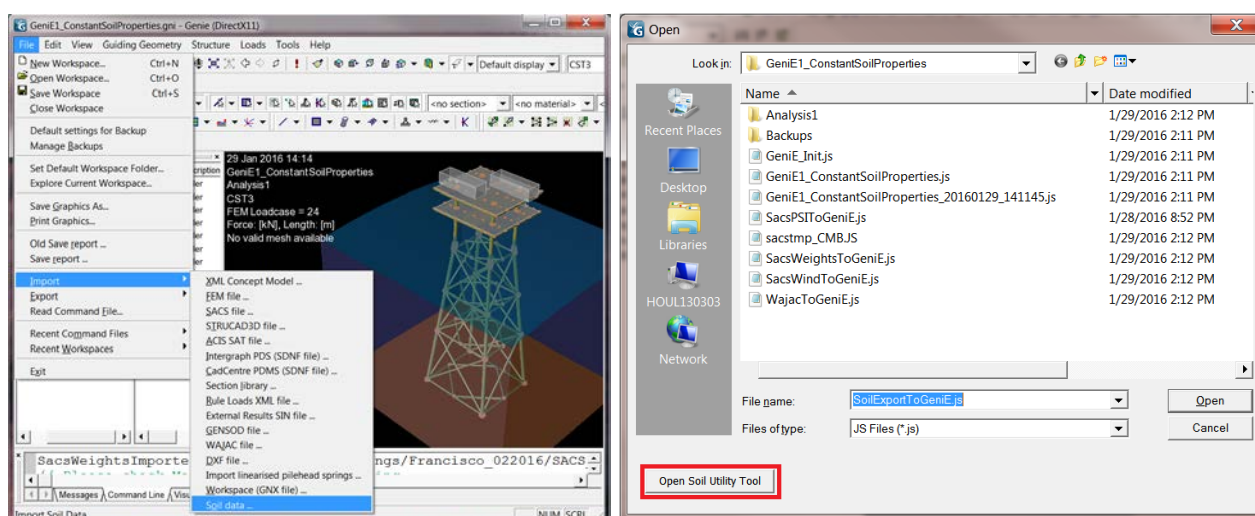 GeniE1_ConstantSoilProperties.gni - Genie (DirectX11)
File Edit View Guiding Geometry Structure Loads Tools Help
New Workspace... Ctrl+N
Open Workspace... Ctrl+O
Save Workspace Ctrl+S
Close Workspace
Default settings for Backup
Manage Backups
Set Default Workspace Folder...
Explore Current Workspace...
Save Graphics As...
Print Graphics...
Old Save report ...
Save report ...
Import
Export
Read Command File...
Recent Command Files
Recent Workspaces
Exit
Default display CST3
<no section> <no material>
29 Jan 2016 14:14
GeniE1_ConstantSoilProperties
Analysis1
CST3
FEM Loadcase = 24
Force: [kN], Length: [m]
No valid mesh available
XML Concept Model ...
FEM file ...
SACS file ...
STRUCAD3D file ...
ACIS SAT file ...
Intergraph PDS (SDNF file) ...
CadCentre PDMS (SDNF file) ...
Section library ...
Rule Loads XML file ...
External Results SIN file ...
GENSOD file ...
WAJAC file ...
DXF file ...
Import linearised pilehead springs ...
Workspace (GNX file) ...
Soil data ...
SacsWeightsImporte
ngs/Francisco_022016/SACS
Messages Command Line
Import Soil Data
NUM SCRL
Open
Look in: GeniE1_ConstantSoilProperties
Name Date modified
Recent Places
Desktop
Libraries
HOUL130303
Network
Analysis1 1/29/2016 2:12 PM
Backups 1/29/2016 2:11 PM
GeniE_Init.js 1/29/2016 2:11 PM
GeniE1_ConstantSoilProperties.js 1/29/2016 2:11 PM
GeniE1_ConstantSoilProperties_20160129_141145.js 1/29/2016 2:11 PM
SacsPSIToGeniE.js 1/28/2016 8:52 PM
sacstmp_CMB.JS 1/29/2016 2:12 PM
SacsWeightsToGeniE.js 1/29/2016 2:12 PM
SacsWindToGeniE.js 1/29/2016 2:12 PM
WajacToGeniE.js 1/29/2016 2:12 PM
File name: SoilExportToGeniE.js Open
Files of type: JS Files (*.js) Cancel
Open Soil Utility Tool